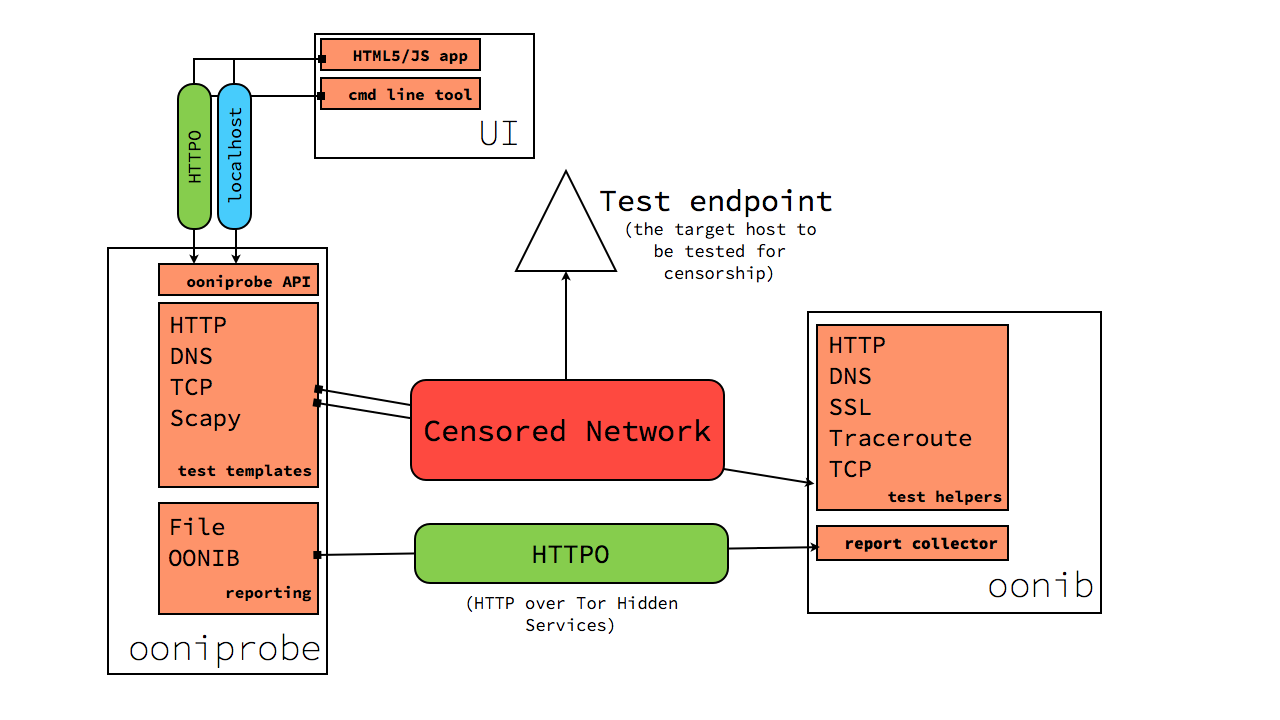 HTML5/JS app
cmd line tool
UI
HTTPO
localhost
Test endpoint
(the target host to
be tested for
censorship)
ooniprobe API
HTTP
DNS
TCP
Scapy
test templates
File
OONIB
reporting
ooniprobe
Censored Network
HTTPO
(HTTP over Tor Hidden
Services)
HTTP
DNS
SSL
Traceroute
TCP
test helpers
report collector
oonib